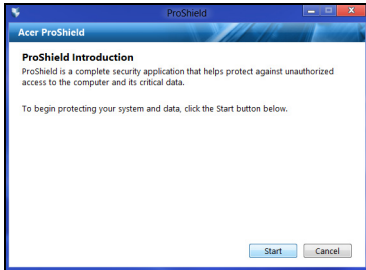 ProShield
Acer ProShield
ProShield Introduction
ProShield is a complete security application that helps protect against unauthorized
access to the computer and its critical data.
To begin protecting your system and data, click the Start button below.
Start
Cancel